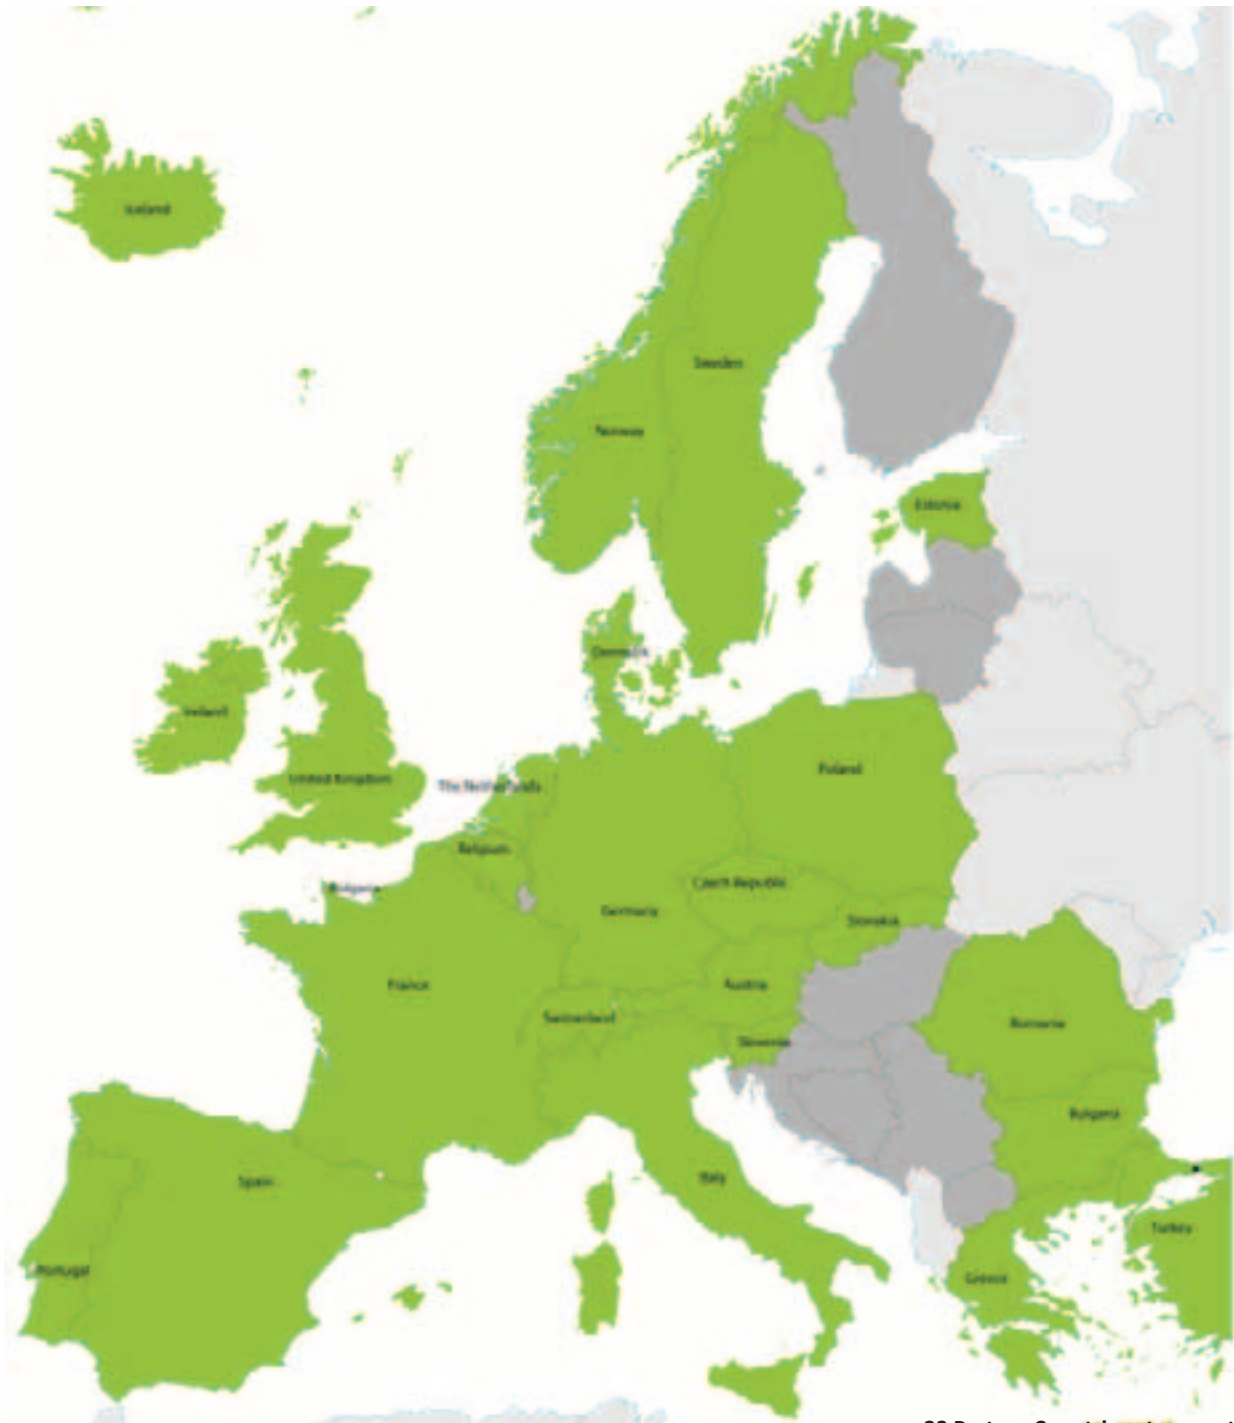 Iceland
Sweden
Norway
Estonia
Denmark
Ireland
United Kingdom
The Netherlands
Poland
Belgium
Czech Republic
Bulgaria
Germany
Slovakia
France
Austria
Switzerland
Slovenia
Romania
Bulgaria
Spain
Italy
Turkey
Portugal
Greece